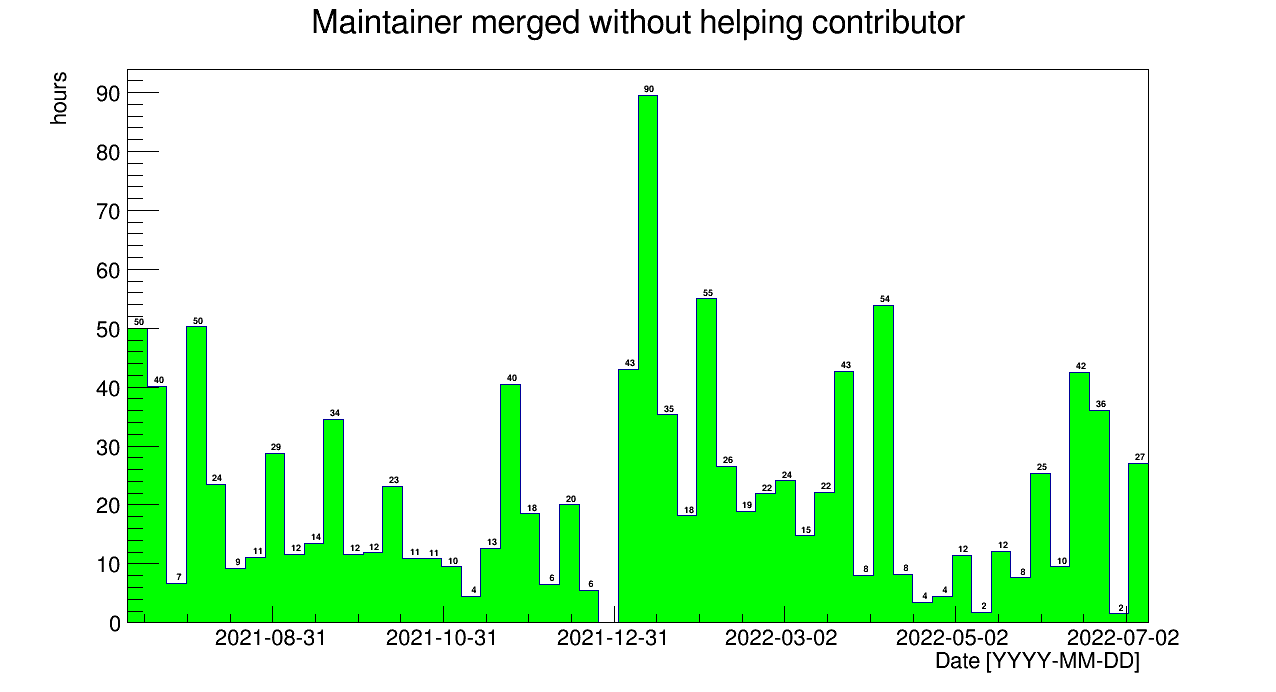 Maintainer merged without helping contributor
hours
90
80
70
60
50
40
30
20
10
0
50 40 7 50 24 9 11 29 12 14 34 12 12 23 11 11 10 4 13 40 18 6 20 6 43 90 35 18 55 26 19 22 24 15 22 43 8 54 8 4 4 12 2 12 8 25 10 42 36 2 27
2021-08-31 2021-10-31 2021-12-31 2022-03-02 2022-05-02 2022-07-02
Date [YYYY-MM-DD]